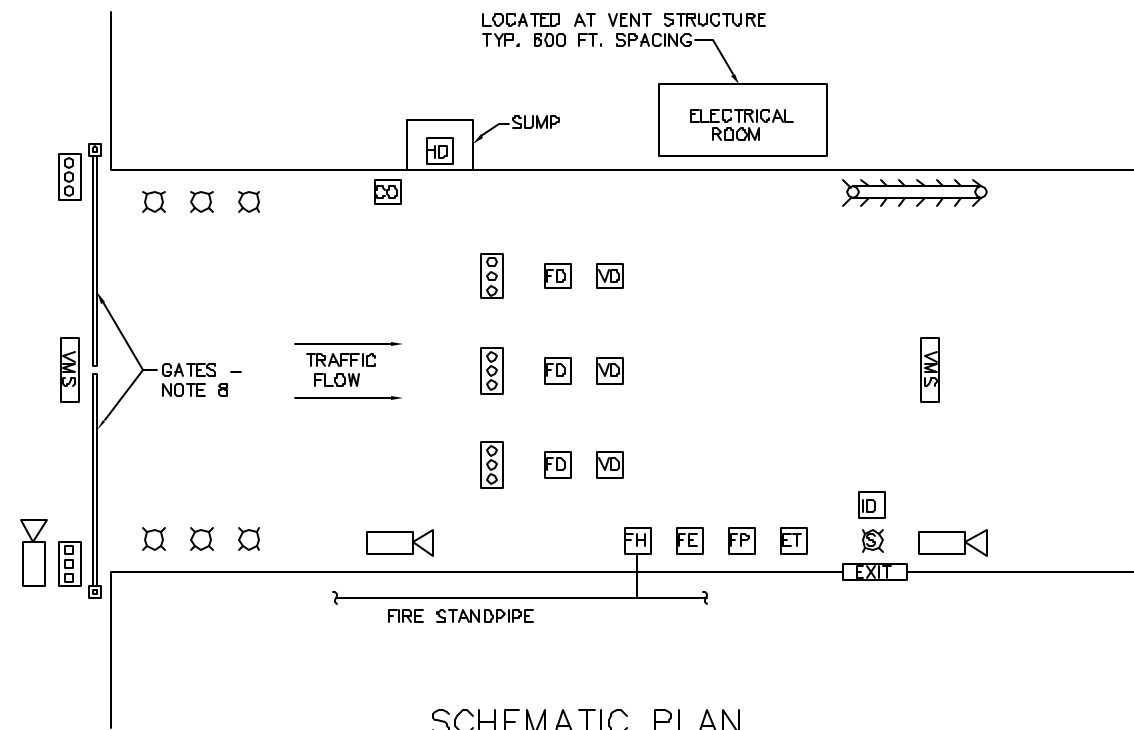 LOCATED AT VENT STRUCTURE
TYP. 600 FT. SPACING
ELECTRICAL
ROOM
SUMP
HD
CO
FD VD
VMS
GATES –
NOTE 8
TRAFFIC
FLOW
FD VD
VMS
FD VD
ID
FH FE FP ET S
EXIT
FIRE STANDPIPE
SCHEMATIC PLAN